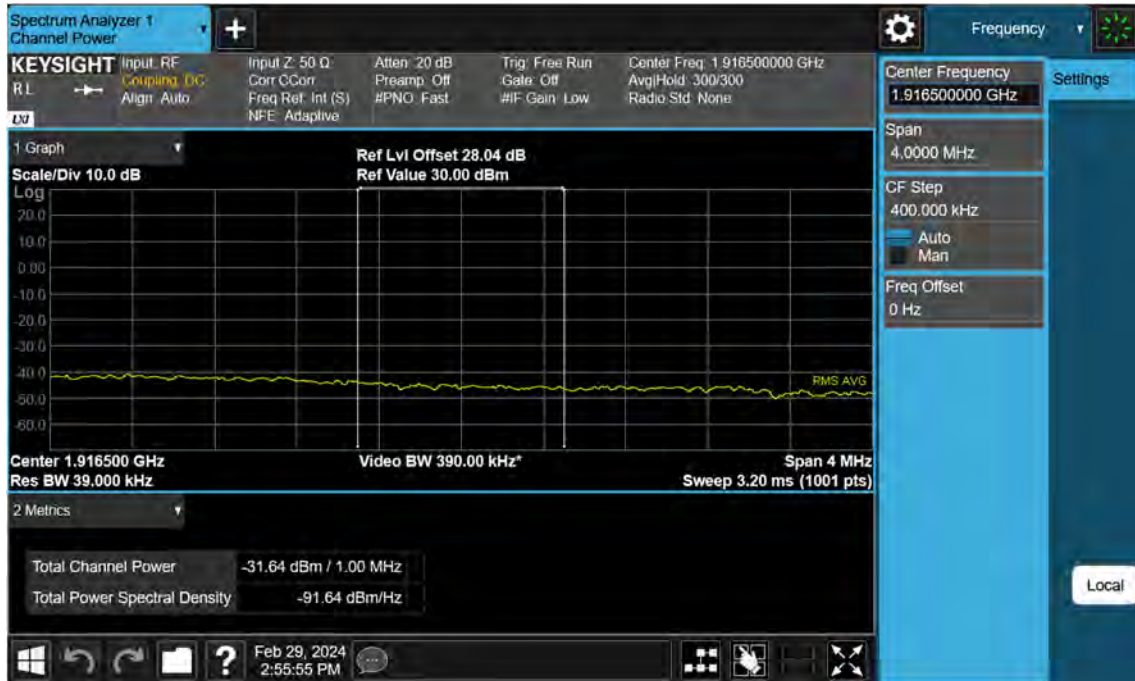 Spectrum Analyzer 1
Channel Power
Frequency
KEYSIGHT
RL
LXI
Input: RF
Coupling: DC
Align: Auto
Input Z: 50 Ω
Corr CCorr
Freq Ref: Int (S)
NFE: Adaptive
Atten: 20 dB
Preamp: Off
#PNO: Fast
Trig: Free Run
Gate: Off
#IF Gain: Low
Center Freq: 1.916500000 GHz
Avg|Hold: 300/300
Radio Std: None
1 Graph
Scale/Div 10.0 dB
Ref Lvl Offset 28.04 dB
Ref Value 30.00 dBm
Log
20.0
10.0
0.00
-10.0
-20.0
-30.0
-40.0
-50.0
-60.0
RMS AVG
Center 1.916500 GHz
Video BW 390.00 kHz*
Span 4 MHz
Res BW 39.000 kHz
Sweep 3.20 ms (1001 pts)
2 Metrics
Total Channel Power -31.64 dBm / 1.00 MHz
Total Power Spectral Density -91.64 dBm/Hz
Feb 29, 2024
2:55:55 PM
Center Frequency
1.916500000 GHz
Span
4.0000 MHz
CF Step
400.000 kHz
Auto
Man
Freq Offset
0 Hz
Settings
Local